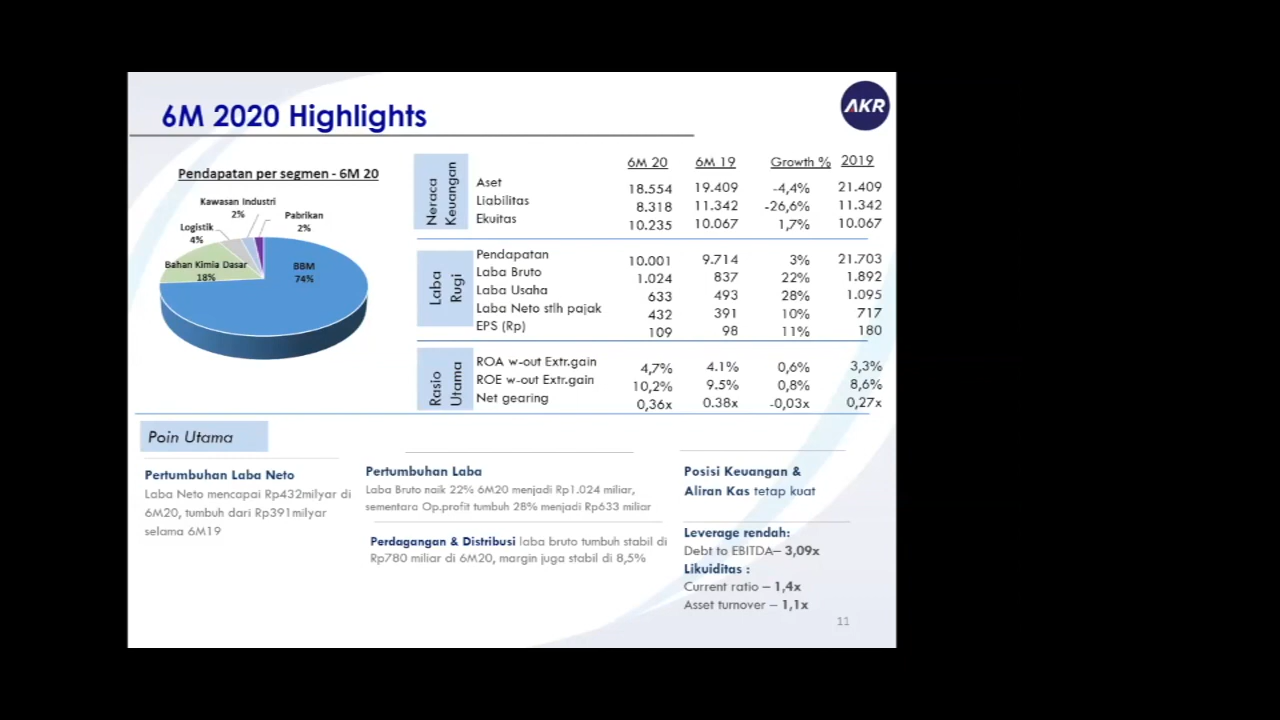 6M 2020 Highlights
AKR
Pendapatan per segmen - 6M 20
Kawasan Industri
2%
Pabrikan
2%
Logistik
4%
Bahan Kimia Dasar
18%
BBM
74%
Neraca
Keuangan
6M 20 6M 19 Growth % 2019
Aset 18.554 19.409 -4,4% 21.409
Liabilitas 8.318 11.342 -26,6% 11.342
Ekuitas 10.235 10.067 1,7% 10.067
Laba
Rugi
Pendapatan 10.001 9.714 3% 21.703
Laba Bruto 1.024 837 22% 1.892
Laba Usaha 633 493 28% 1.095
Laba Neto stlh pajak 432 391 10% 717
EPS (Rp) 109 98 11% 180
Rasio
Utama
ROA w-out Extr.gain 4,7% 4.1% 0,6% 3,3%
ROE w-out Extr.gain 10,2% 9.5% 0,8% 8,6%
Net gearing 0,36x 0.38x -0,03x 0,27x
Poin Utama
Pertumbuhan Laba Neto
Laba Neto mencapai Rp432milyar di
6M20, tumbuh dari Rp391milyar
selama 6M19
Pertumbuhan Laba
Laba Bruto naik 22% 6M20 menjadi Rp1.024 miliar,
sementara Op.profit tumbuh 28% menjadi Rp633 miliar
Perdagangan & Distribusi laba bruto tumbuh stabil di
Rp780 miliar di 6M20, margin juga stabil di 8,5%
Posisi Keuangan &
Aliran Kas tetap kuat
Leverage rendah:
Debt to EBITDA– 3,09x
Likuiditas :
Current ratio – 1,4x
Asset turnover – 1,1x
11